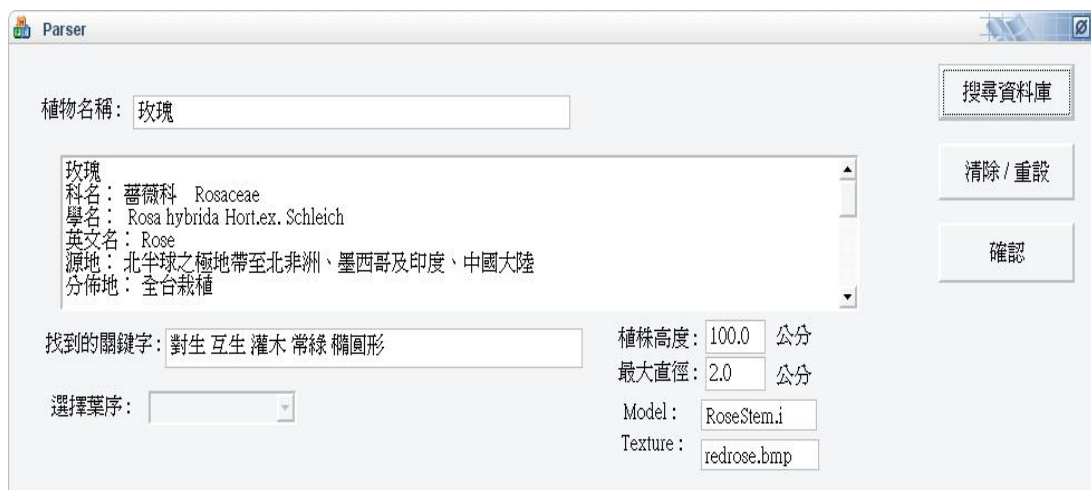 Parser
植物名稱: 玫瑰
搜尋資料庫
玫瑰
科名: 薔薇科 Rosaceae
學名: Rosa hybrida Hort.ex. Schleich
英文名: Rose
源地: 北半球之極地帶至北非洲、墨西哥及印度、中國大陸
分佈地: 全台栽植
清除 / 重設
確認
找到的關鍵字: 對生 互生 灌木 常綠 橢圓形
選擇葉序:
植株高度: 100.0 公分
最大直徑: 2.0 公分
Model: RoseStem.i
Texture: redrose.bmp